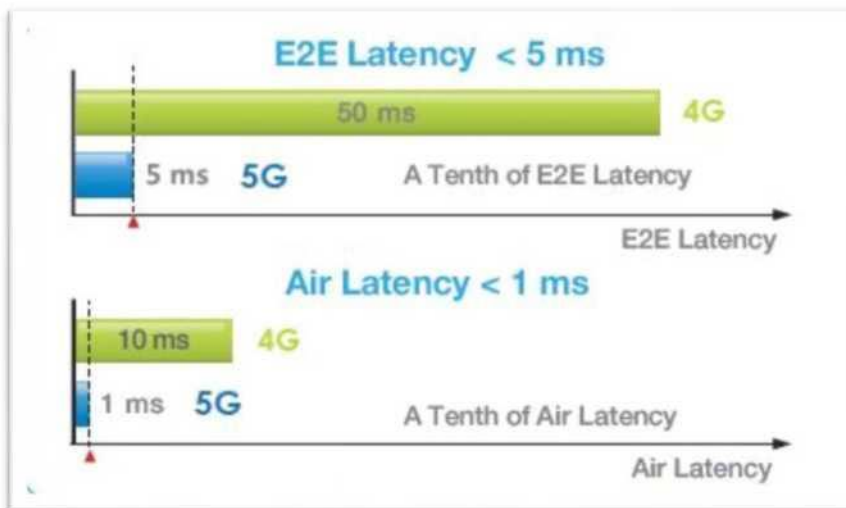 E2E Latency < 5 ms
50 ms 4G
5 ms 5G A Tenth of E2E Latency
E2E Latency
Air Latency < 1 ms
10 ms 4G
1 ms 5G A Tenth of Air Latency
Air Latency